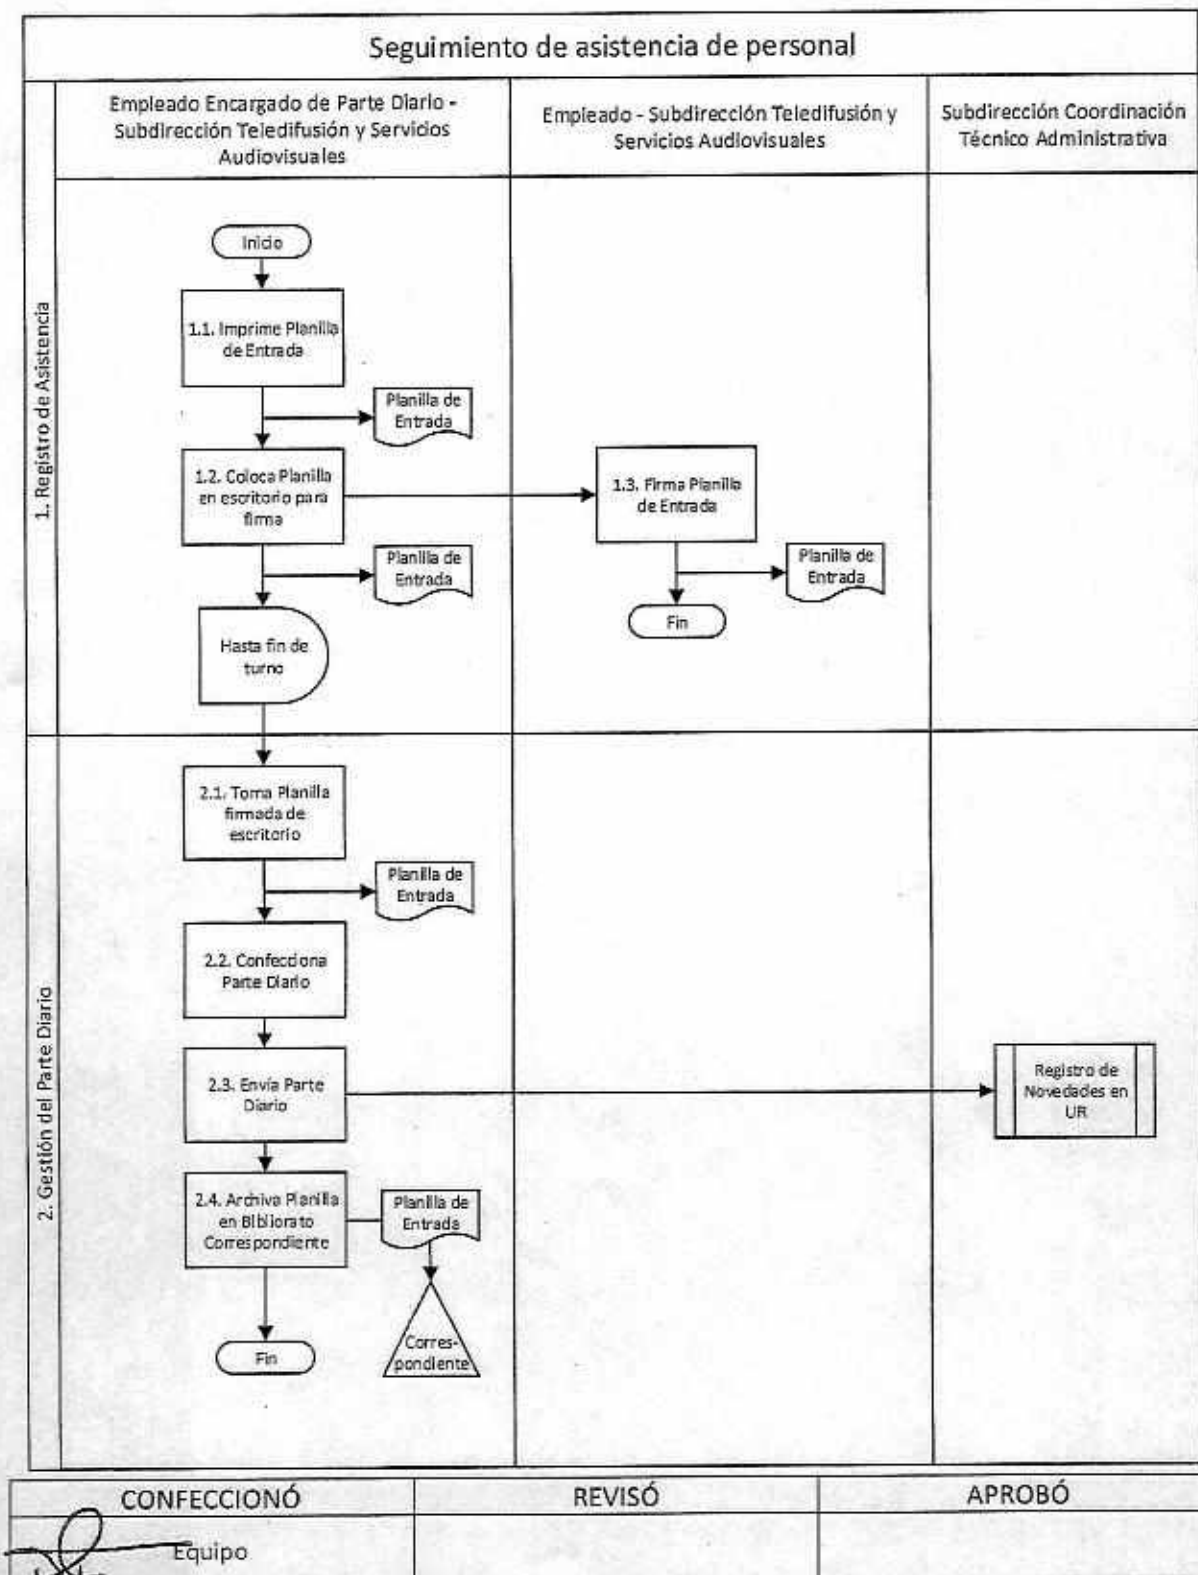 Seguimiento de asistencia de personal
Empleado Encargado de Parte Diario -
Subdirección Teledifusión y Servicios
Audiovisuales
Empleado - Subdirección Teledifusión y
Servicios Audiovisuales
Subdirección Coordinación
Técnico Administrativa
1. Registro de Asistencia
Inicio
1.1. Imprime Planilla
de Entrada
Planilla de
Entrada
1.2. Coloca Planilla
en escritorio para
firma
1.3. Firma Planilla
de Entrada
Planilla de
Entrada
Planilla de
Entrada
Fin
Hasta fin de
turno
2. Gestión del Parte Diario
2.1. Toma Planilla
firmada de
escritorio
Planilla de
Entrada
2.2. Confecciona
Parte Diario
2.3. Envía Parte
Diario
Registro de
Novedades en
UR
2.4. Archiva Planilla
en Bibliorato
Correspondiente
Planilla de
Entrada
Corres-
pondiente
Fin
CONFECCIONÓ
REVISÓ
APROBÓ
Equipo